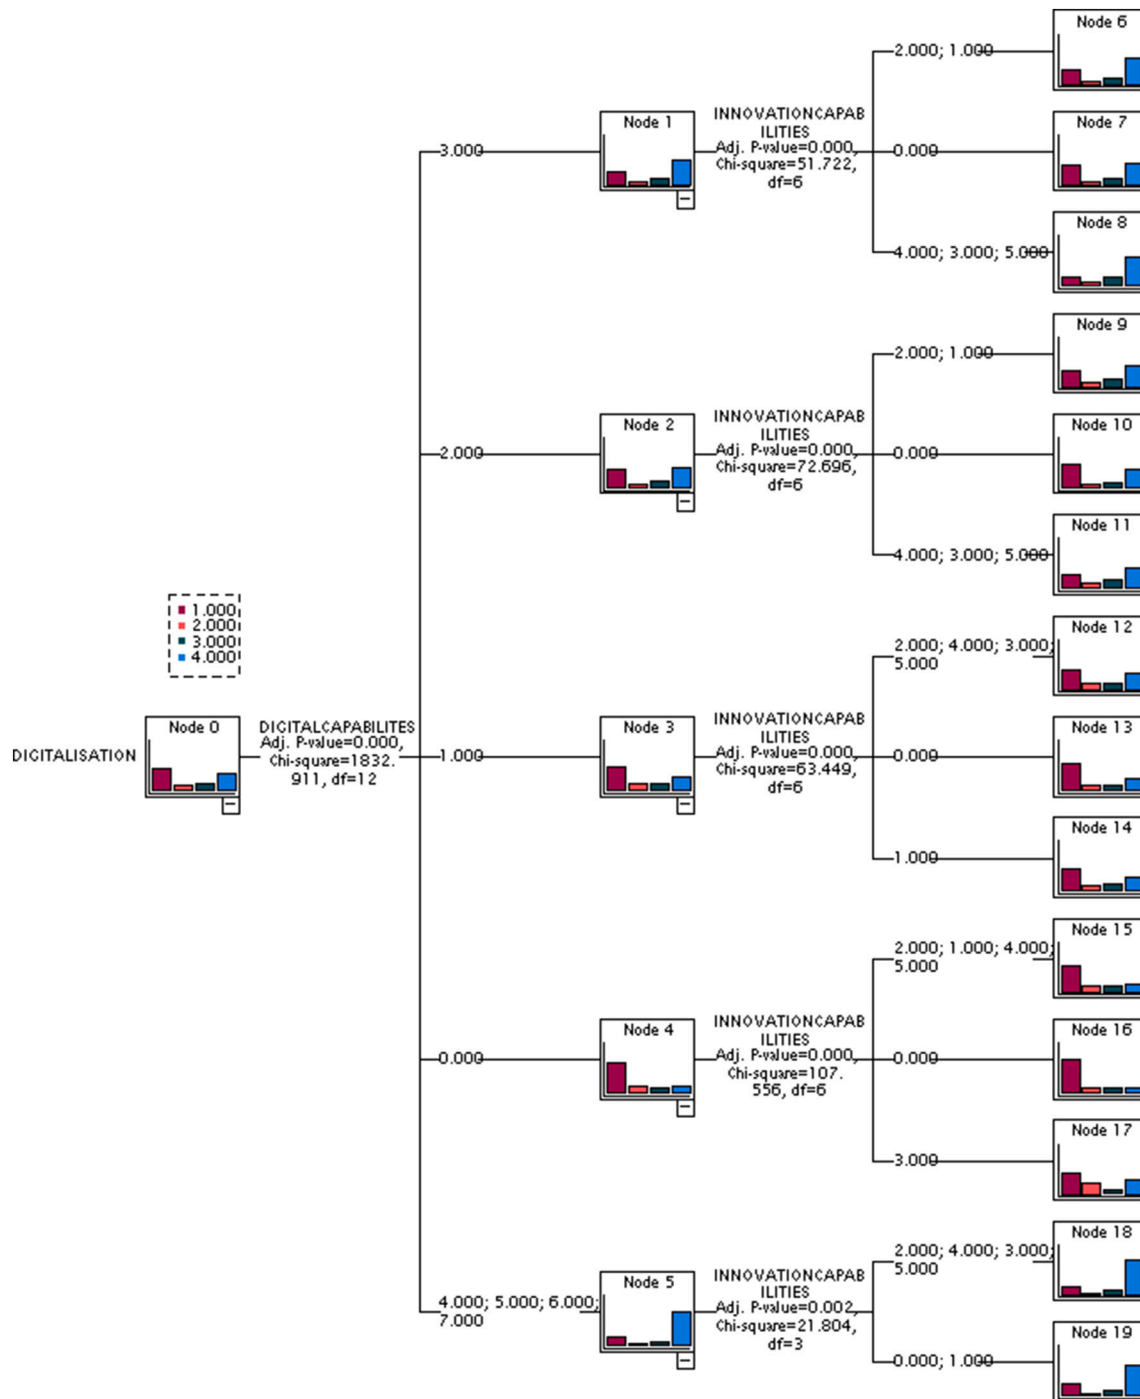 Node 6
2.000; 1.000
Node 1
INNOVATIONCAPAB
ILITIES
Adj. P-value=0.000,
Chi-square=51.722,
df=6
3.000
Node 7
0.000
Node 8
4.000; 3.000; 5.000
Node 9
2.000; 1.000
Node 2
INNOVATIONCAPAB
ILITIES
Adj. P-value=0.000,
Chi-square=72.696,
df=6
2.000
Node 10
0.000
Node 11
4.000; 3.000; 5.000
1.000
2.000
3.000
4.000
Node 12
2.000; 4.000; 3.000;
5.000
DIGITALISATION
Node 0
DIGITALCAPABILITES
Adj. P-value=0.000,
Chi-square=1832.
911, df=12
1.000
Node 3
INNOVATIONCAPAB
ILITIES
Adj. P-value=0.000,
Chi-square=63.449,
df=6
Node 13
0.000
Node 14
1.000
Node 15
2.000; 1.000; 4.000;
5.000
0.000
Node 4
INNOVATIONCAPAB
ILITIES
Adj. P-value=0.000,
Chi-square=107.
556, df=6
Node 16
0.000
Node 17
3.000
Node 18
2.000; 4.000; 3.000;
5.000
4.000; 5.000; 6.000;
7.000
Node 5
INNOVATIONCAPAB
ILITIES
Adj. P-value=0.002,
Chi-square=21.804,
df=3
Node 19
0.000; 1.000